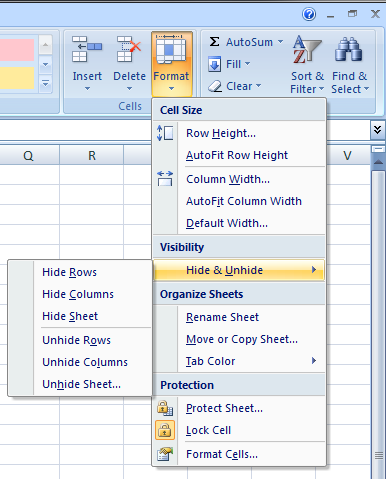 Insert Delete Format
Cells
Σ AutoSum
Fill
Clear
Sort & Filter
Find & Select
Q R V
Cell Size
Row Height...
AutoFit Row Height
Column Width...
AutoFit Column Width
Default Width...
Visibility
Hide & Unhide
Hide Rows
Hide Columns
Hide Sheet
Unhide Rows
Unhide Columns
Unhide Sheet...
Organize Sheets
Rename Sheet
Move or Copy Sheet...
Tab Color
Protection
Protect Sheet...
Lock Cell
Format Cells...